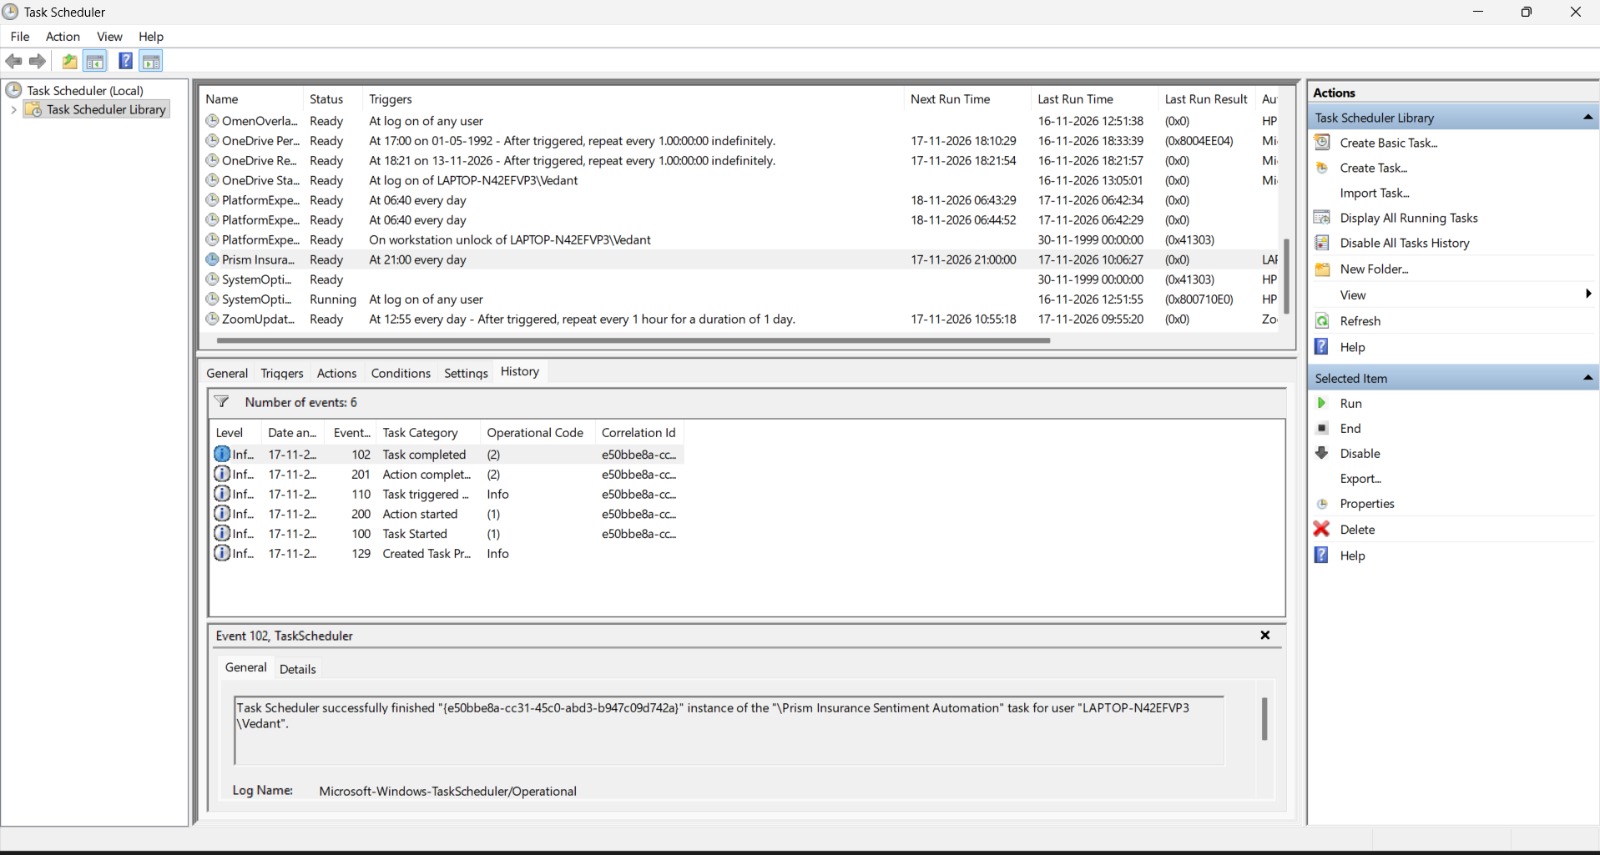 Task Scheduler
File Action View Help
Task Scheduler (Local)
Task Scheduler Library
Name Status Triggers Next Run Time Last Run Time Last Run Result Au
OmenOverla... Ready At log on of any user 16-11-2026 12:51:38 (0x0) HP
OneDrive Per... Ready At 17:00 on 01-05-1992 - After triggered, repeat every 1.00:00:00 indefinitely. 17-11-2026 18:10:29 16-11-2026 18:33:39 (0x8004EE04) Mi
OneDrive Re... Ready At 18:21 on 13-11-2026 - After triggered, repeat every 1.00:00:00 indefinitely. 17-11-2026 18:21:54 16-11-2026 18:21:57 (0x0) Mi
OneDrive Sta... Ready At log on of LAPTOP-N42EFVP3\Vedant 16-11-2026 13:05:01 (0x0) Mi
PlatformExpe... Ready At 06:40 every day 18-11-2026 06:43:29 17-11-2026 06:42:34 (0x0)
PlatformExpe... Ready At 06:40 every day 18-11-2026 06:44:52 17-11-2026 06:42:29 (0x0)
PlatformExpe... Ready On workstation unlock of LAPTOP-N42EFVP3\Vedant 30-11-1999 00:00:00 (0x41303)
Prism Insura... Ready At 21:00 every day 17-11-2026 21:00:00 17-11-2026 10:06:27 (0x0) LAP
SystemOpti... Ready 30-11-1999 00:00:00 (0x41303) HP
SystemOpti... Running At log on of any user 16-11-2026 12:51:55 (0x800710E0) HP
ZoomUpdat... Ready At 12:55 every day - After triggered, repeat every 1 hour for a duration of 1 day. 17-11-2026 10:55:18 17-11-2026 09:55:20 (0x0) Zo
General Triggers Actions Conditions Settings History
Number of events: 6
Level Date an... Event... Task Category Operational Code Correlation Id
Inf... 17-11-2... 102 Task completed (2) e50bbe8a-cc...
Inf... 17-11-2... 201 Action complet... (2) e50bbe8a-cc...
Inf... 17-11-2... 110 Task triggered ... Info e50bbe8a-cc...
Inf... 17-11-2... 200 Action started (1) e50bbe8a-cc...
Inf... 17-11-2... 100 Task Started (1) e50bbe8a-cc...
Inf... 17-11-2... 129 Created Task Pr... Info
Event 102, TaskScheduler
General Details
Task Scheduler successfully finished "{e50bbe8a-cc31-45c0-abd3-b947c09d742a}" instance of the "\Prism Insurance Sentiment Automation" task for user "LAPTOP-N42EFVP3
\Vedant".
Log Name: Microsoft-Windows-TaskScheduler/Operational
Actions
Task Scheduler Library
Create Basic Task...
Create Task...
Import Task...
Display All Running Tasks
Disable All Tasks History
New Folder...
View
Refresh
Help
Selected Item
Run
End
Disable
Export...
Properties
Delete
Help